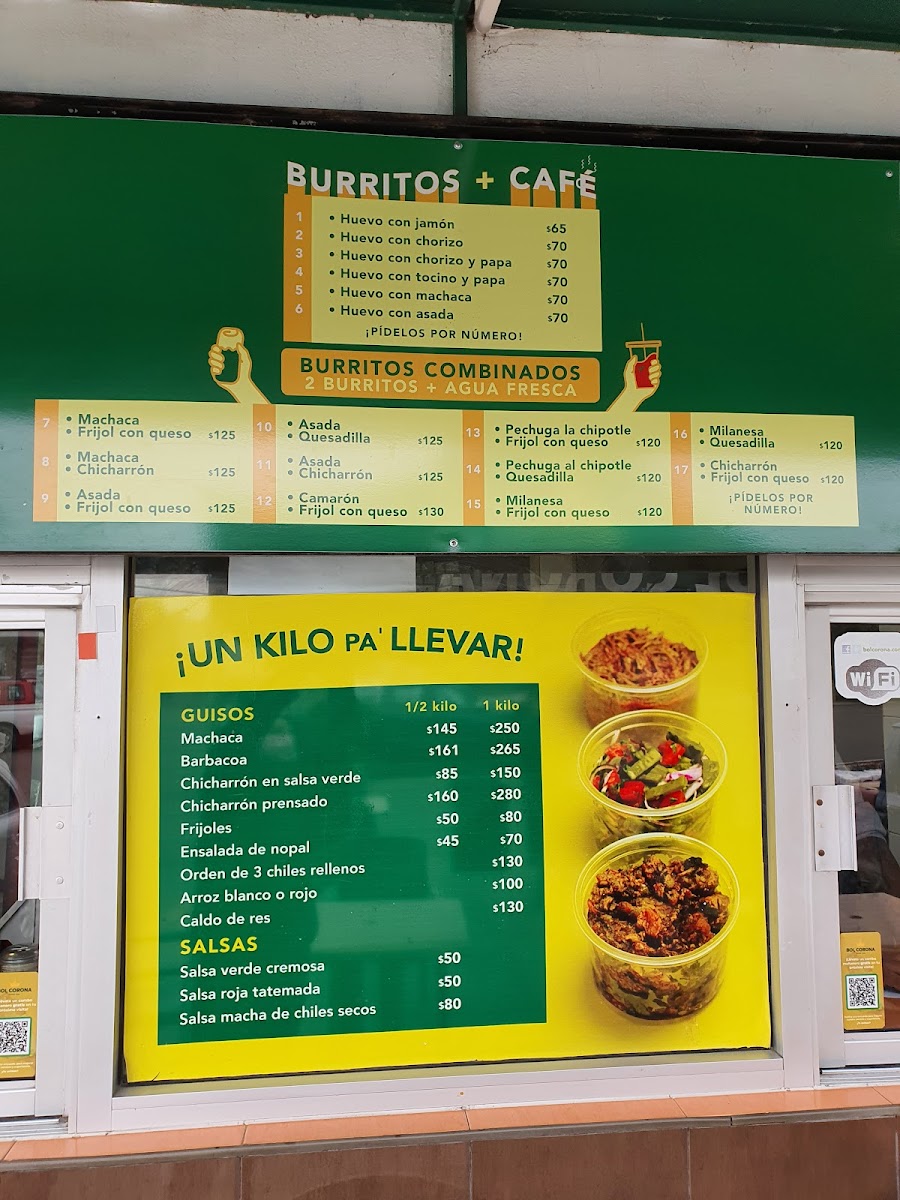 BURRITOS + CAFÉ
1 • Huevo con jamón $65
2 • Huevo con chorizo $70
3 • Huevo con chorizo y papa $70
4 • Huevo con tocino y papa $70
5 • Huevo con machaca $70
6 • Huevo con asada $70
¡PÍDELOS POR NÚMERO!
BURRITOS COMBINADOS
2 BURRITOS + AGUA FRESCA
7 • Machaca
• Frijol con queso $125
8 • Machaca
• Chicharrón $125
9 • Asada
• Frijol con queso $125
10 • Asada
• Quesadilla $125
11 • Asada
• Chicharrón $125
12 • Camarón
• Frijol con queso $130
13 • Pechuga la chipotle
• Frijol con queso $120
14 • Pechuga al chipotle
• Quesadilla $120
15 • Milanesa
• Frijol con queso $120
16 • Milanesa
• Quesadilla $120
17 • Chicharrón
• Frijol con queso $120
¡PÍDELOS POR
NÚMERO!
¡UN KILO PA' LLEVAR!
GUISOS 1/2 kilo 1 kilo
Machaca $145 $250
Barbacoa $161 $265
Chicharrón en salsa verde $85 $150
Chicharrón prensado $160 $280
Frijoles $50 $80
Ensalada de nopal $45 $70
Orden de 3 chiles rellenos $130
Arroz blanco o rojo $100
Caldo de res $130
SALSAS
Salsa verde cremosa $50
Salsa roja tatemada $50
Salsa macha de chiles secos $80
WiFi
BOL CORONA